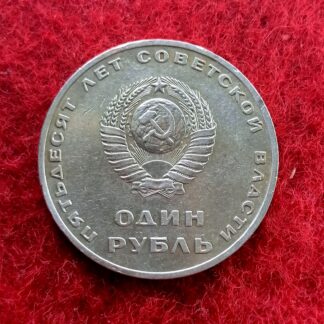 ПЯТЬДЕСЯТ ЛЕТ СОВЕТСКОЙ ВЛАСТИ
ОДИН
РУБЛЬ